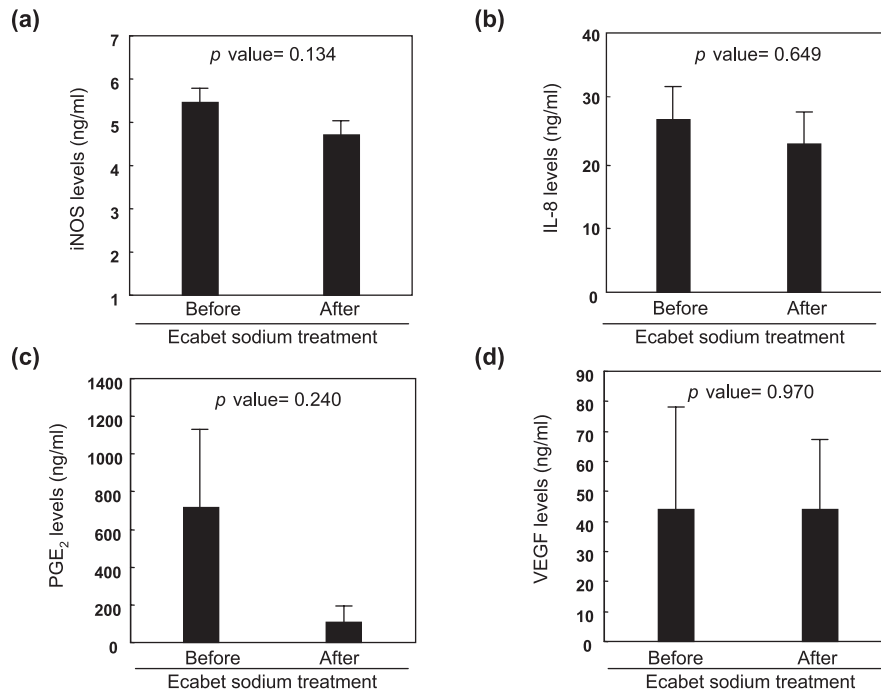 (a)
p value= 0.134
iNOS levels (ng/ml)
7
6
5
4
3
2
1
Before After
Ecabet sodium treatment
(b)
p value= 0.649
IL-8 levels (ng/ml)
40
30
20
10
0
Before After
Ecabet sodium treatment
(c)
p value= 0.240
PGE₂ levels (ng/ml)
1400
1200
1000
800
600
400
200
0
Before After
Ecabet sodium treatment
(d)
p value= 0.970
VEGF levels (ng/ml)
90
80
70
60
50
40
30
20
10
0
Before After
Ecabet sodium treatment